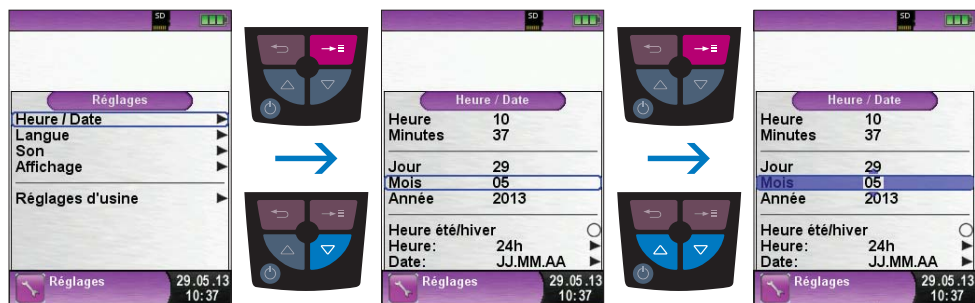 SD
Réglages
Heure / Date
Langue
Son
Affichage
Réglages d'usine
Réglages
29.05.13
10:37
SD
Heure / Date
Heure 10
Minutes 37
Jour 29
Mois 05
Année 2013
Heure été/hiver
Heure: 24h
Date: JJ.MM.AA
Réglages
29.05.13
10:37
SD
Heure / Date
Heure 10
Minutes 37
Jour 29
Mois 05
Année 2013
Heure été/hiver
Heure: 24h
Date: JJ.MM.AA
Réglages
29.05.13
10:37